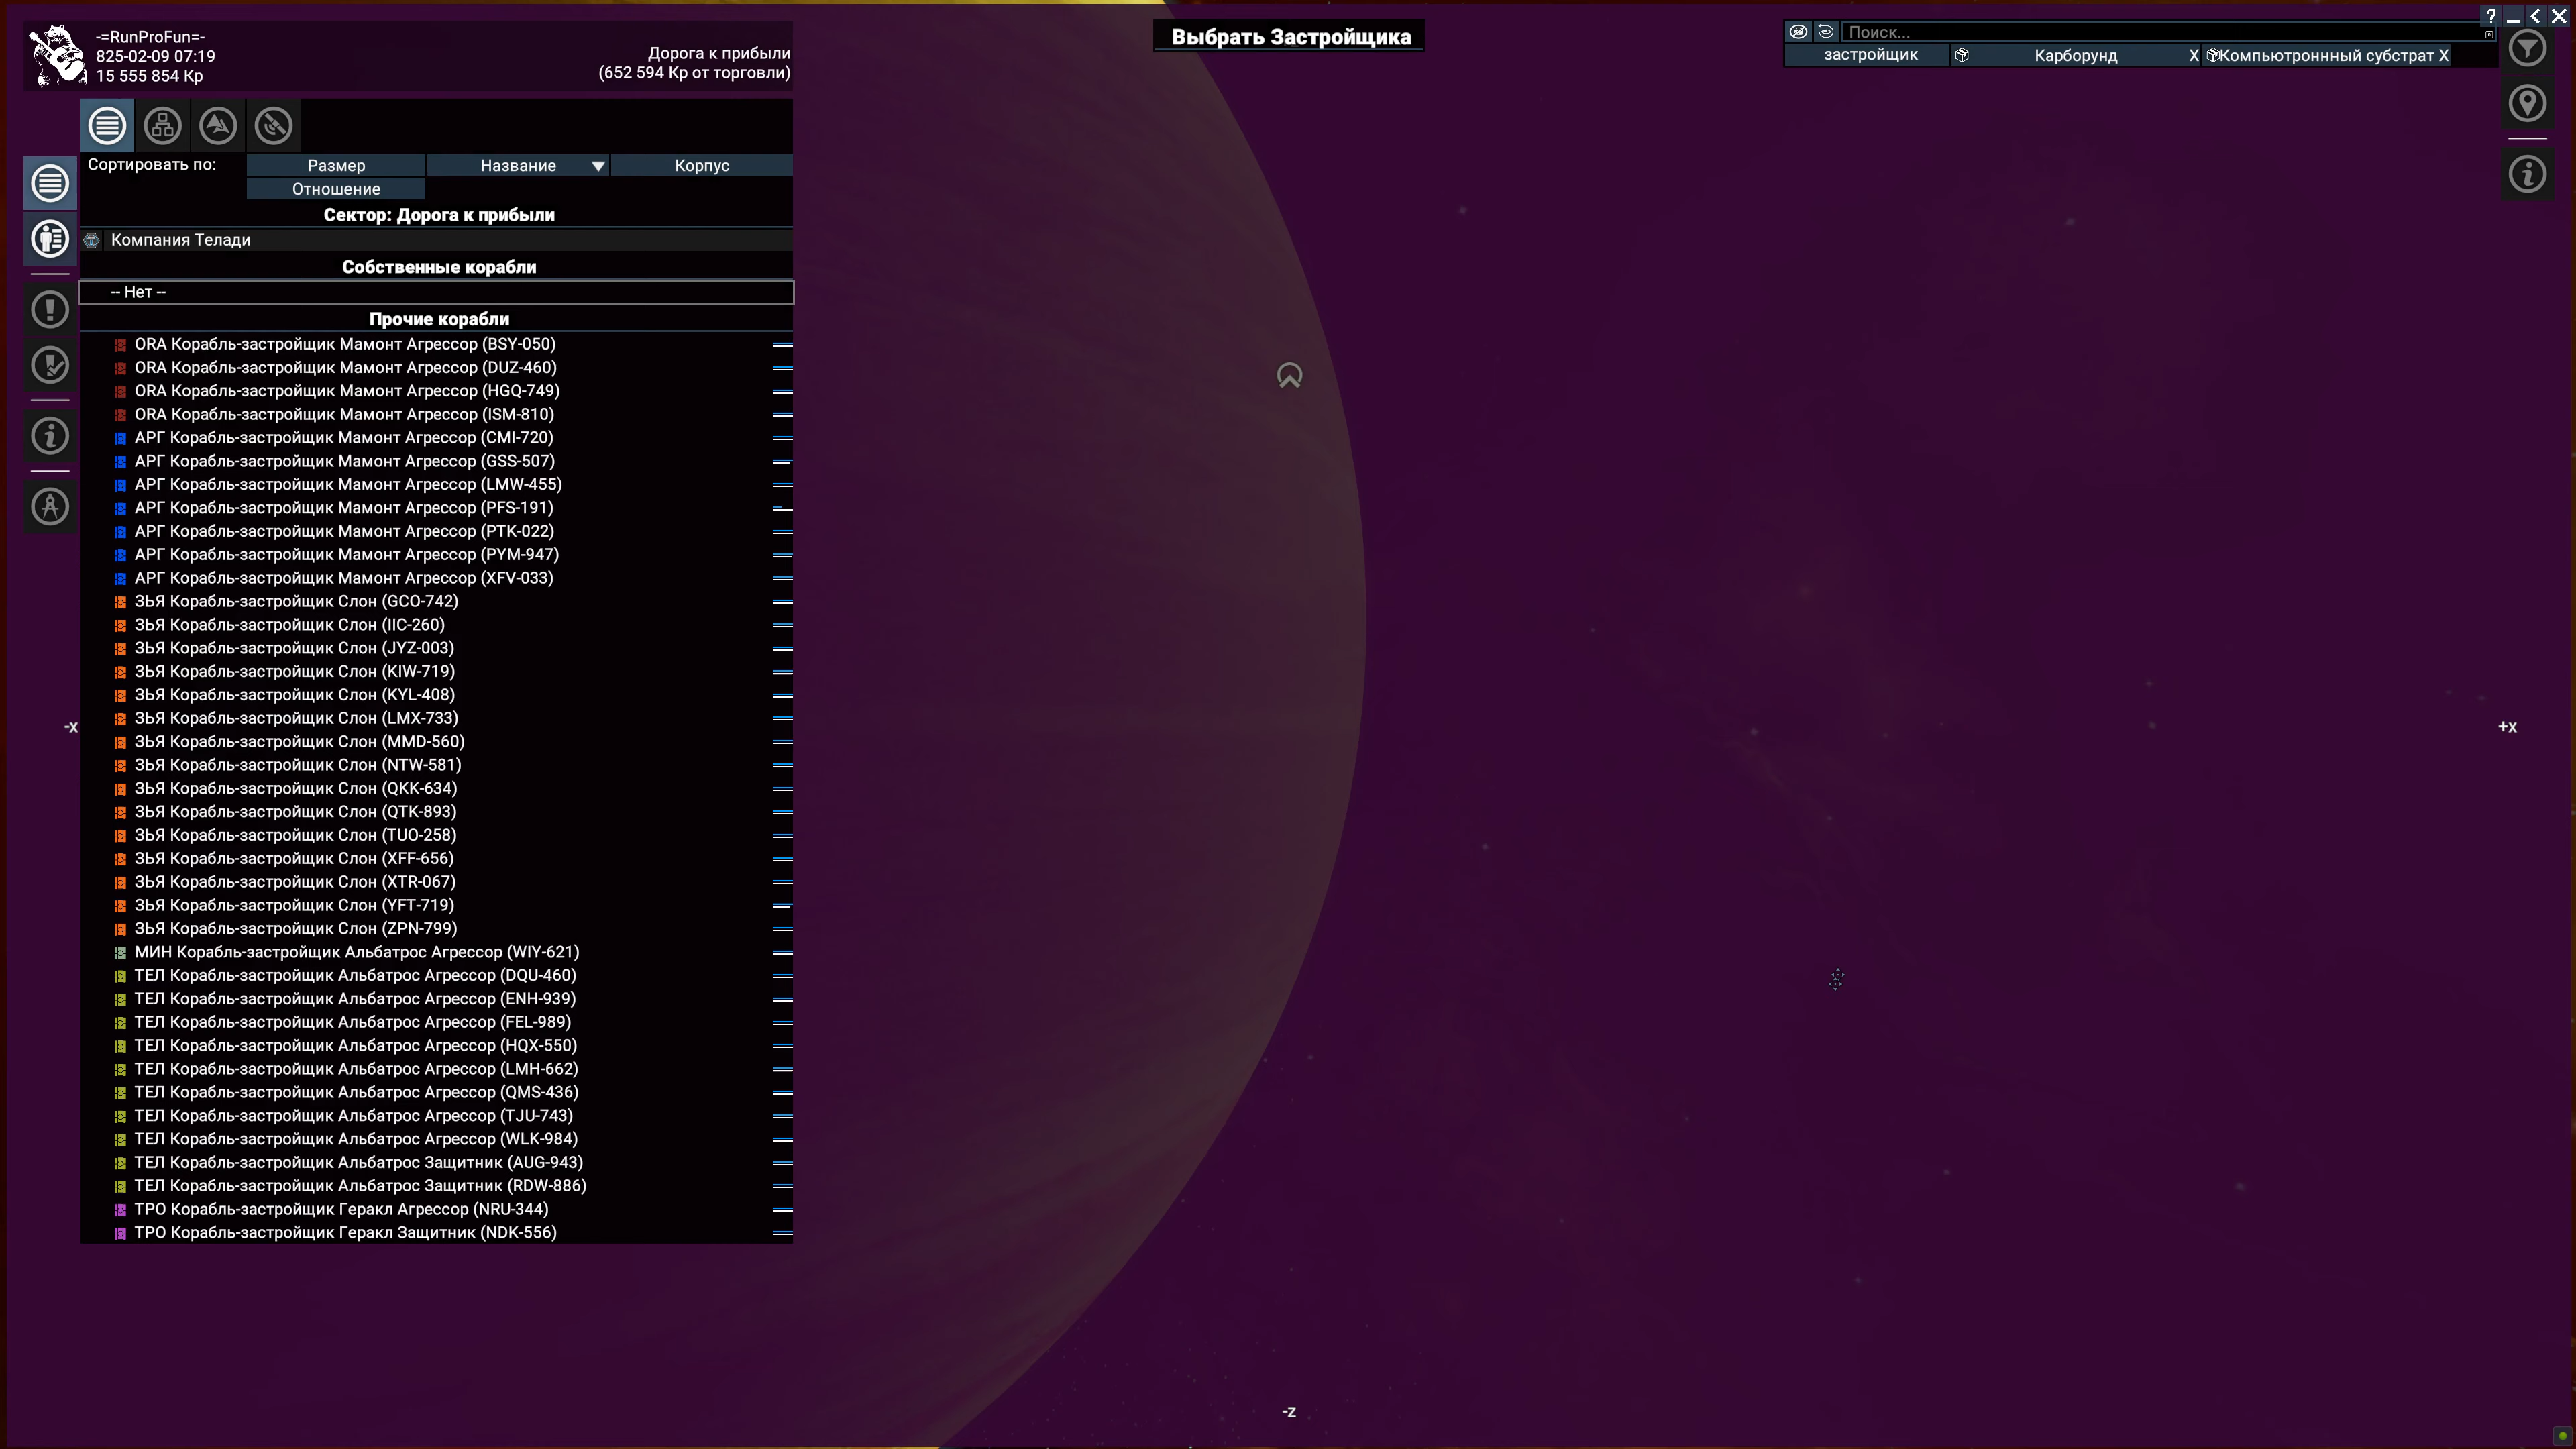 -=RunProFun=-
825-02-09 07:19
15 555 854 Кр
Дорога к прибыли
(652 594 Кр от торговли)
Выбрать Застройщика
Поиск...
застройщик
Карборунд X
Компьютроннный субстрат X
Сортировать по:
Размер
Название
Корпус
Отношение
Сектор: Дорога к прибыли
Компания Телади
Собственные корабли
-- Нет --
Прочие корабли
ORA Корабль-застройщик Мамонт Агрессор (BSY-050)
ORA Корабль-застройщик Мамонт Агрессор (DUZ-460)
ORA Корабль-застройщик Мамонт Агрессор (HGQ-749)
ORA Корабль-застройщик Мамонт Агрессор (ISM-810)
АРГ Корабль-застройщик Мамонт Агрессор (CMI-720)
АРГ Корабль-застройщик Мамонт Агрессор (GSS-507)
АРГ Корабль-застройщик Мамонт Агрессор (LMW-455)
АРГ Корабль-застройщик Мамонт Агрессор (PFS-191)
АРГ Корабль-застройщик Мамонт Агрессор (PTK-022)
АРГ Корабль-застройщик Мамонт Агрессор (PYM-947)
АРГ Корабль-застройщик Мамонт Агрессор (XFV-033)
ЗЬЯ Корабль-застройщик Слон (GCO-742)
ЗЬЯ Корабль-застройщик Слон (IIC-260)
ЗЬЯ Корабль-застройщик Слон (JYZ-003)
ЗЬЯ Корабль-застройщик Слон (KIW-719)
ЗЬЯ Корабль-застройщик Слон (KYL-408)
ЗЬЯ Корабль-застройщик Слон (LMX-733)
ЗЬЯ Корабль-застройщик Слон (MMD-560)
ЗЬЯ Корабль-застройщик Слон (NTW-581)
ЗЬЯ Корабль-застройщик Слон (QKK-634)
ЗЬЯ Корабль-застройщик Слон (QTK-893)
ЗЬЯ Корабль-застройщик Слон (TUO-258)
ЗЬЯ Корабль-застройщик Слон (XFF-656)
ЗЬЯ Корабль-застройщик Слон (XTR-067)
ЗЬЯ Корабль-застройщик Слон (YFT-719)
ЗЬЯ Корабль-застройщик Слон (ZPN-799)
МИН Корабль-застройщик Альбатрос Агрессор (WIY-621)
ТЕЛ Корабль-застройщик Альбатрос Агрессор (DQU-460)
ТЕЛ Корабль-застройщик Альбатрос Агрессор (ENH-939)
ТЕЛ Корабль-застройщик Альбатрос Агрессор (FEL-989)
ТЕЛ Корабль-застройщик Альбатрос Агрессор (HQX-550)
ТЕЛ Корабль-застройщик Альбатрос Агрессор (LMH-662)
ТЕЛ Корабль-застройщик Альбатрос Агрессор (QMS-436)
ТЕЛ Корабль-застройщик Альбатрос Агрессор (TJU-743)
ТЕЛ Корабль-застройщик Альбатрос Агрессор (WLK-984)
ТЕЛ Корабль-застройщик Альбатрос Защитник (AUG-943)
ТЕЛ Корабль-застройщик Альбатрос Защитник (RDW-886)
ТРО Корабль-застройщик Геракл Агрессор (NRU-344)
ТРО Корабль-застройщик Геракл Защитник (NDK-556)
-X
+X
-Z